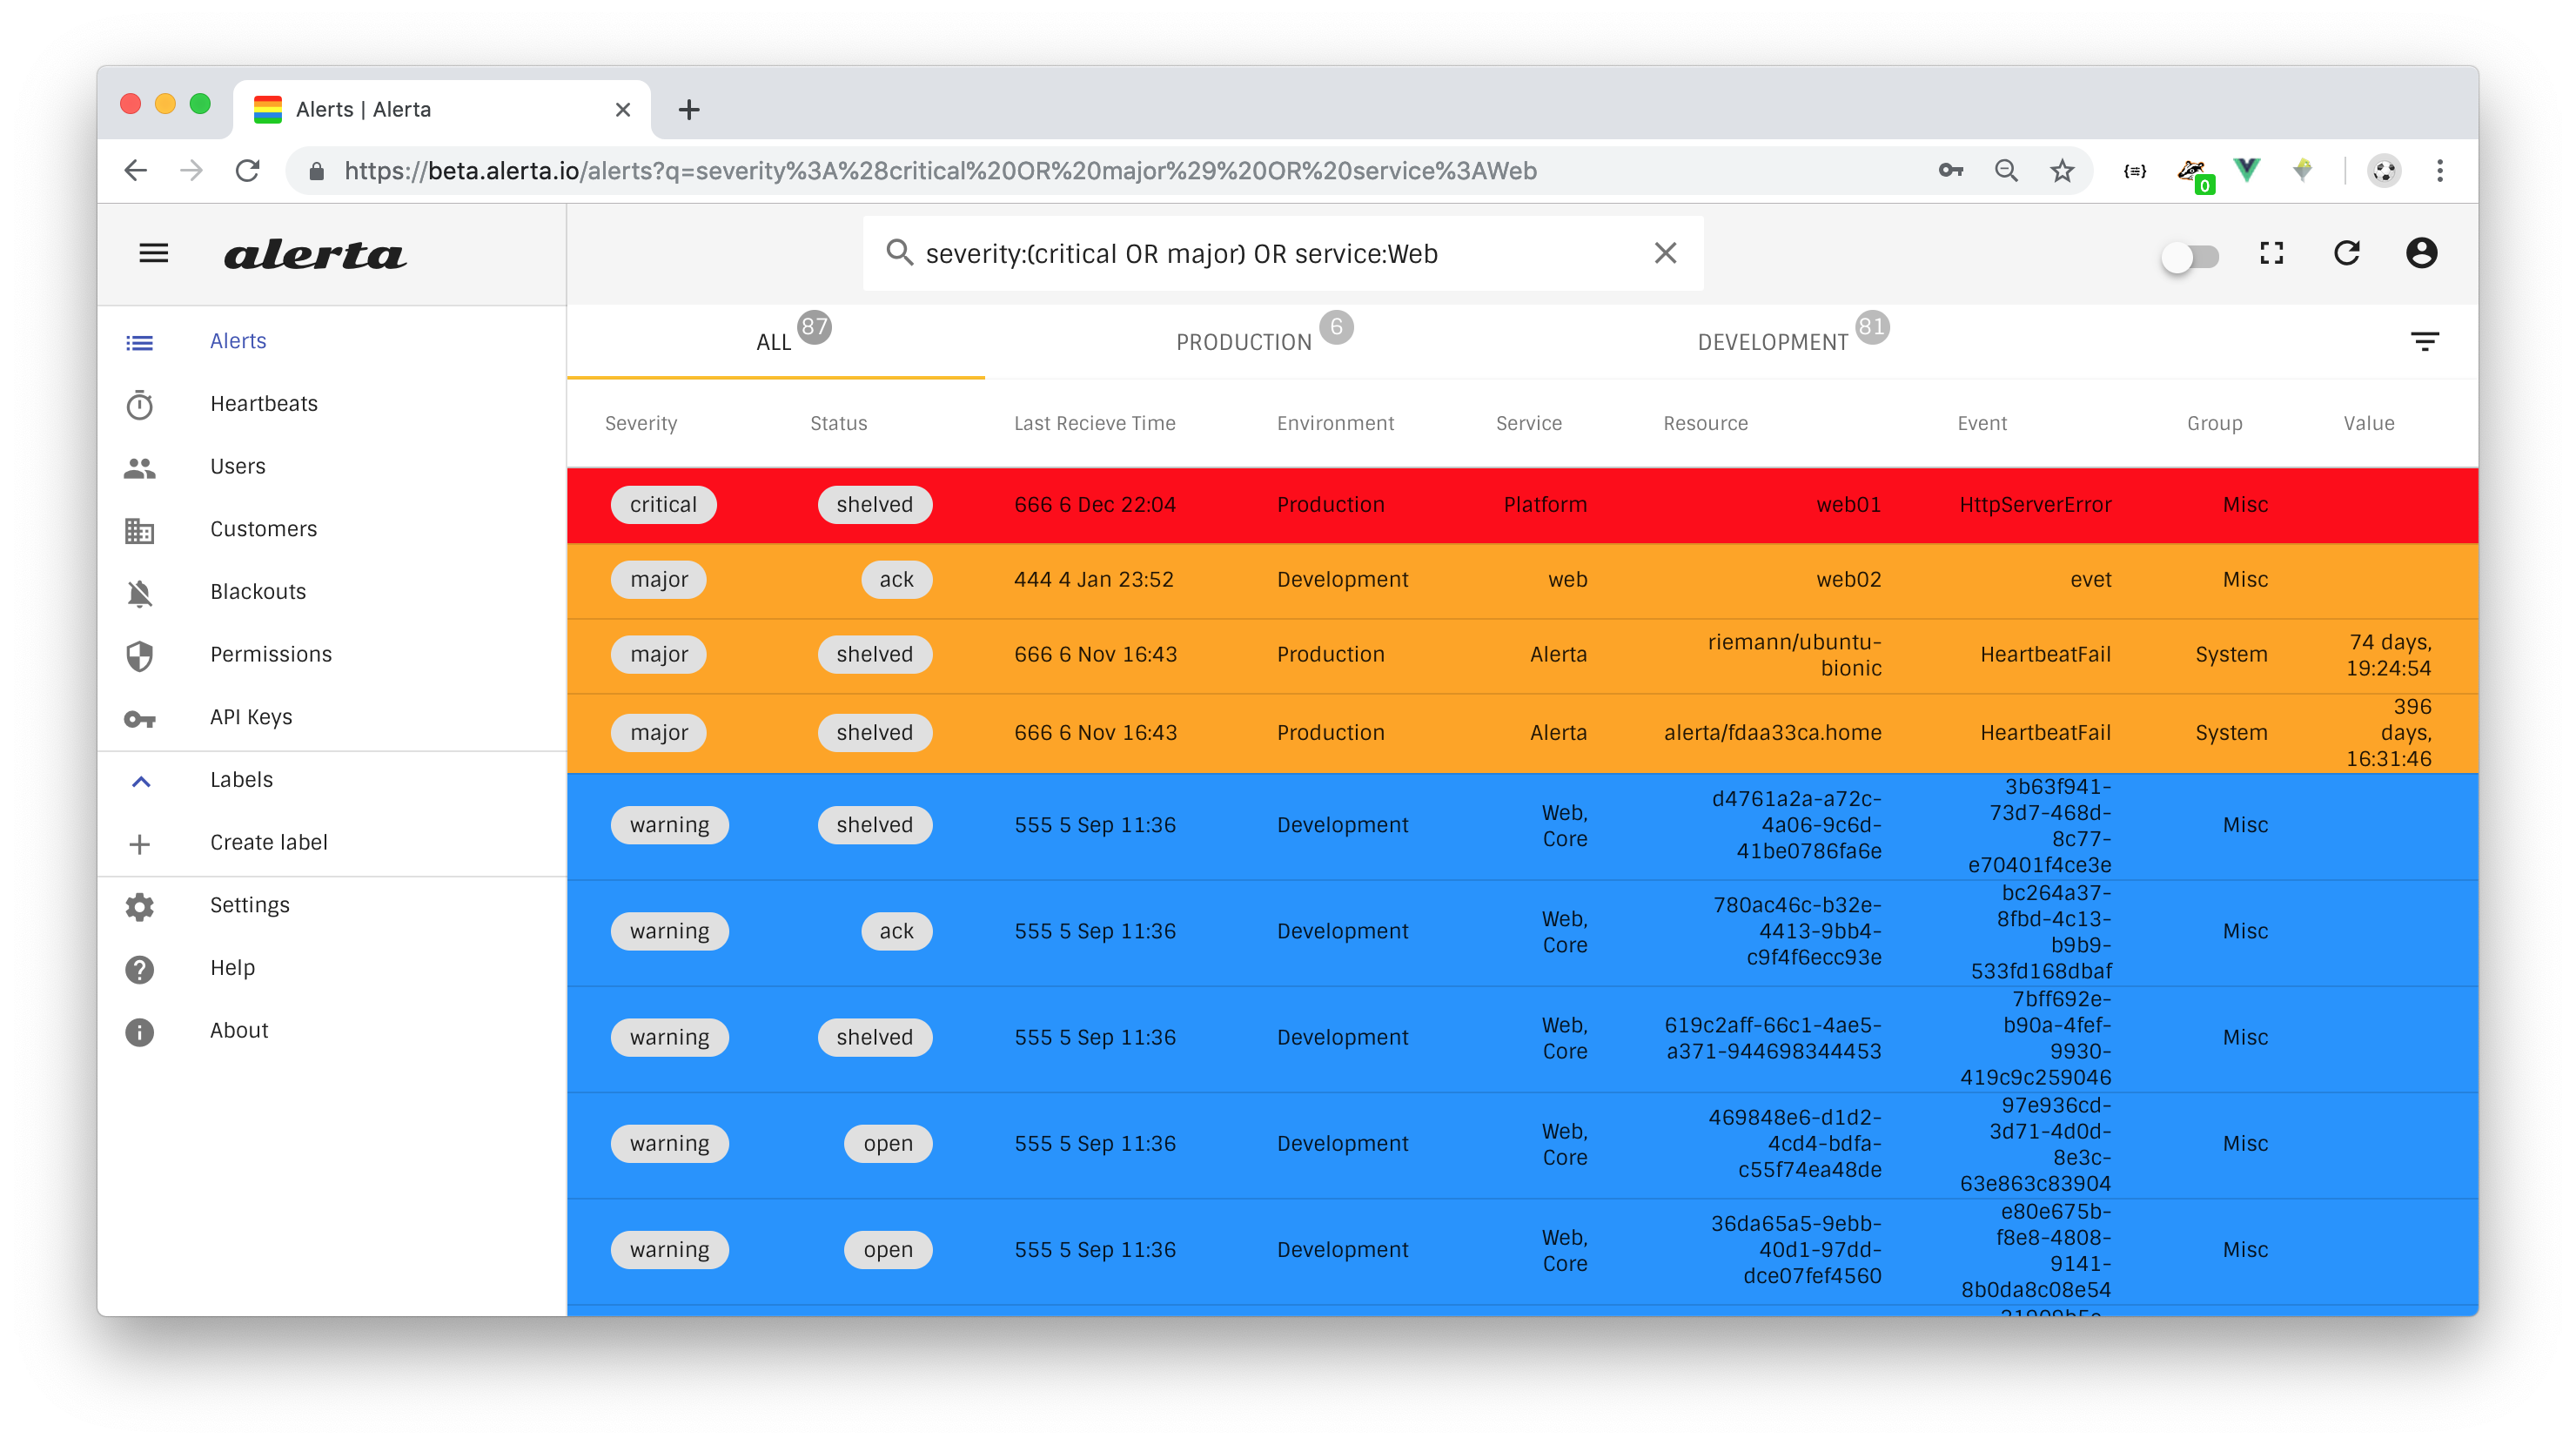 Alerts | Alerta
https://beta.alerta.io/alerts?q=severity%3A%28critical%20OR%20major%29%20OR%20service%3AWeb
0
alerta
severity:(critical OR major) OR service:Web
Alerts
Heartbeats
Users
Customers
Blackouts
Permissions
API Keys
Labels
Create label
Settings
Help
About
ALL 87 PRODUCTION 6 DEVELOPMENT 81
Severity Status Last Recieve Time Environment Service Resource Event Group Value
critical shelved 666 6 Dec 22:04 Production Platform web01 HttpServerError Misc
major ack 444 4 Jan 23:52 Development web web02 evet Misc
major shelved 666 6 Nov 16:43 Production Alerta riemann/ubuntu-
bionic HeartbeatFail System 74 days,
19:24:54
major shelved 666 6 Nov 16:43 Production Alerta alerta/fdaa33ca.home HeartbeatFail System 396
days,
16:31:46
warning shelved 555 5 Sep 11:36 Development Web,
Core d4761a2a-a72c-
4a06-9c6d-
41be0786fa6e 3b63f941-
73d7-468d-
8c77-
e70401f4ce3e Misc
warning ack 555 5 Sep 11:36 Development Web,
Core 780ac46c-b32e-
4413-9bb4-
c9f4f6ecc93e bc264a37-
8fbd-4c13-
b9b9-
533fd168dbaf Misc
warning shelved 555 5 Sep 11:36 Development Web,
Core 619c2aff-66c1-4ae5-
a371-944698344453 7bff692e-
b90a-4fef-
9930-
419c9c259046 Misc
warning open 555 5 Sep 11:36 Development Web,
Core 469848e6-d1d2-
4cd4-bdfa-
c55f74ea48de 97e936cd-
3d71-4d0d-
8e3c-
63e863c83904 Misc
warning open 555 5 Sep 11:36 Development Web,
Core 36da65a5-9ebb-
40d1-97dd-
dce07fef4560 e80e675b-
f8e8-4808-
9141-
8b0da8c08e54 Misc